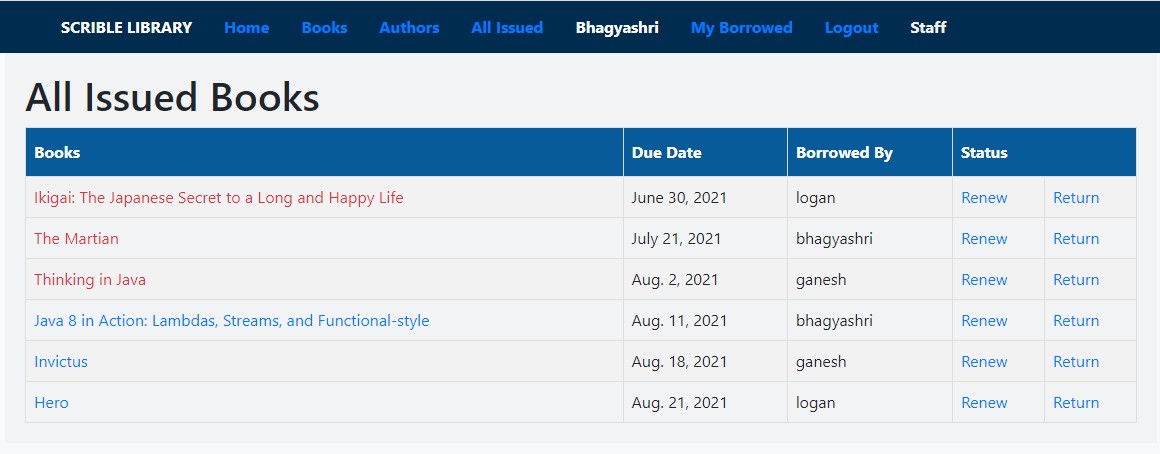 SCRIBLE LIBRARY Home Books Authors All Issued Bhagyashri My Borrowed Logout Staff
All Issued Books
Books Due Date Borrowed By Status
Ikigai: The Japanese Secret to a Long and Happy Life June 30, 2021 logan Renew Return
The Martian July 21, 2021 bhagyashri Renew Return
Thinking in Java Aug. 2, 2021 ganesh Renew Return
Java 8 in Action: Lambdas, Streams, and Functional-style Aug. 11, 2021 bhagyashri Renew Return
Invictus Aug. 18, 2021 ganesh Renew Return
Hero Aug. 21, 2021 logan Renew Return